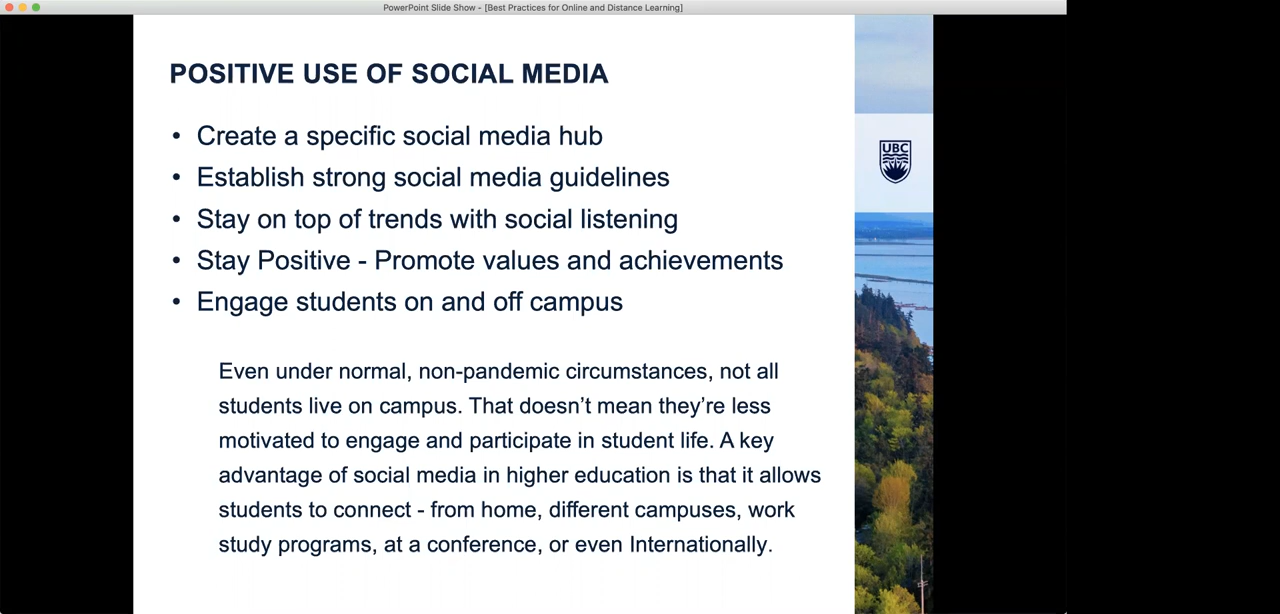 PowerPoint Slide Show - [Best Practices for Online and Distance Learning]
POSITIVE USE OF SOCIAL MEDIA
• Create a specific social media hub
• Establish strong social media guidelines
• Stay on top of trends with social listening
• Stay Positive - Promote values and achievements
• Engage students on and off campus
Even under normal, non-pandemic circumstances, not all
students live on campus. That doesn’t mean they’re less
motivated to engage and participate in student life. A key
advantage of social media in higher education is that it allows
students to connect - from home, different campuses, work
study programs, at a conference, or even Internationally.
UBC